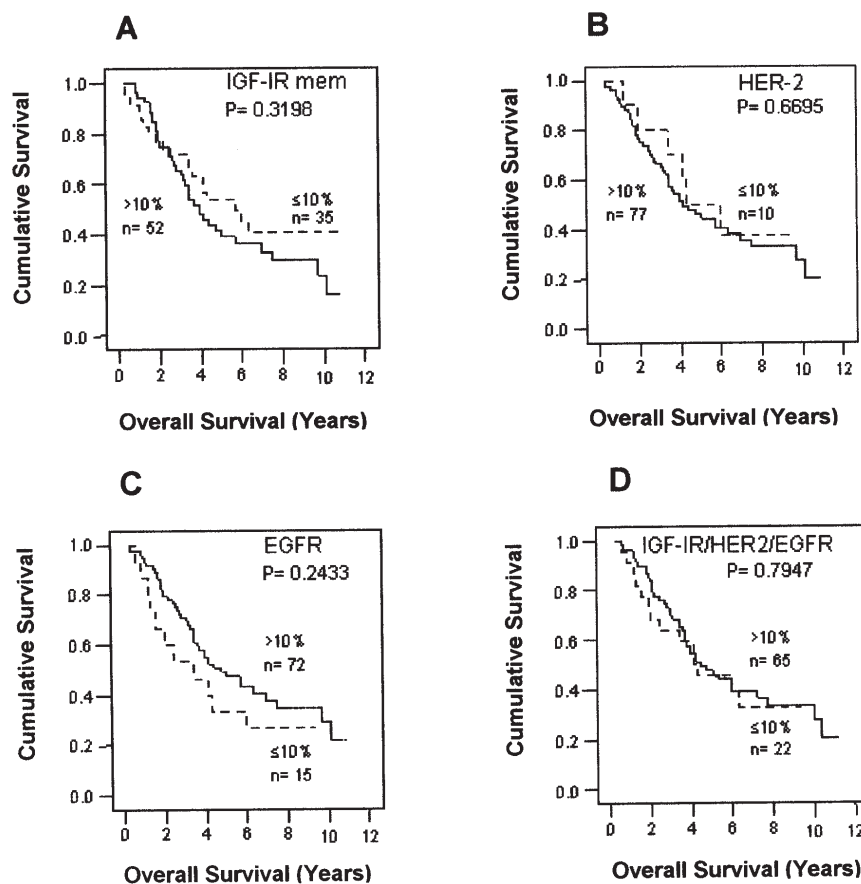 A
IGF-IR mem
P= 0.3198
1.0
0.8
0.6
0.4
0.2
0.0
Cumulative Survival
>10%
n= 52
≤10%
n= 35
0 2 4 6 8 10 12
Overall Survival (Years)
B
HER-2
P= 0.6695
1.0
0.8
0.6
0.4
0.2
0.0
Cumulative Survival
>10%
n= 77
≤10%
n=10
0 2 4 6 8 10 12
Overall Survival (Years)
C
EGFR
P= 0.2433
1.0
0.8
0.6
0.4
0.2
0.0
Cumulative Survival
>10%
n= 72
≤10%
n= 15
0 2 4 6 8 10 12
Overall Survival (Years)
D
IGF-IR/HER2/EGFR
P= 0.7947
1.0
0.8
0.6
0.4
0.2
0.0
Cumulative Survival
>10%
n= 65
≤10%
n= 22
0 2 4 6 8 10 12
Overall Survival (Years)